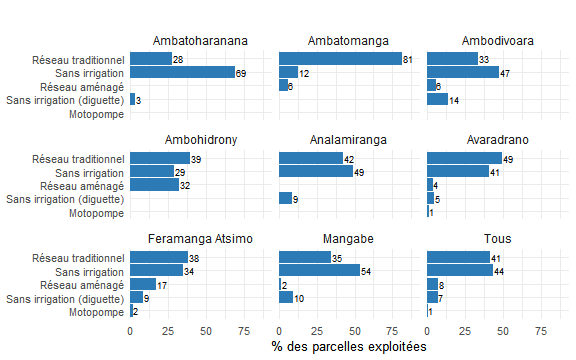 Ambatoharanana Ambatomanga Ambodivoara
Réseau traditionnel 28 81 33
Sans irrigation 69 12 47
Réseau aménagé 6 6
Sans irrigation (diguette) 3 14
Motopompe
Ambohidrony Analamiranga Avaradrano
Réseau traditionnel 39 42 49
Sans irrigation 29 49 41
Réseau aménagé 32 4
Sans irrigation (diguette) 9 5
Motopompe 1
Feramanga Atsimo Mangabe Tous
Réseau traditionnel 38 35 41
Sans irrigation 34 54 44
Réseau aménagé 17 2 8
Sans irrigation (diguette) 9 10 7
Motopompe 2 1
0 25 50 75 0 25 50 75 0 25 50 75
% des parcelles exploitées